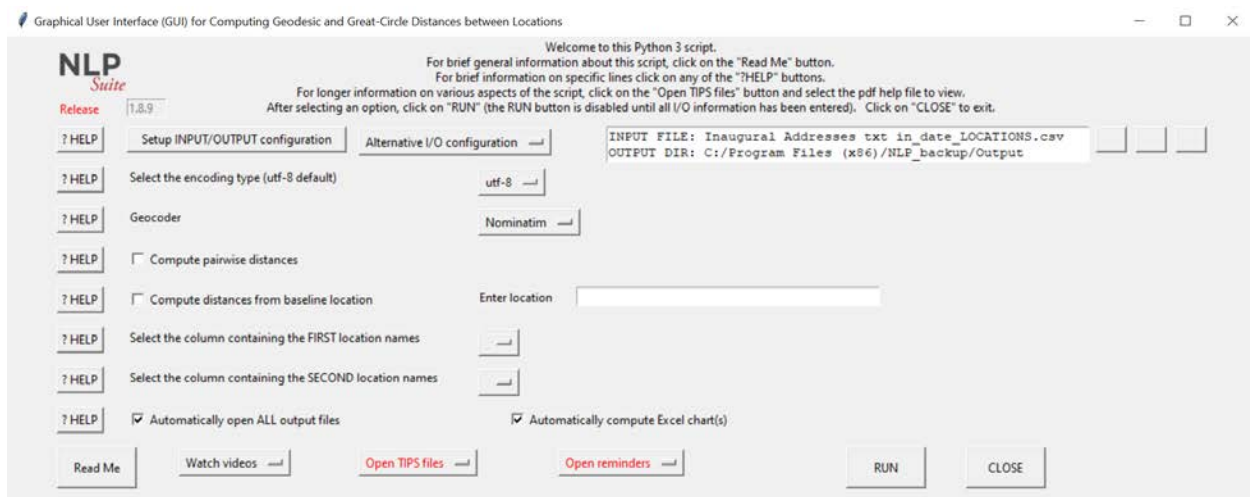 Graphical User Interface (GUI) for Computing Geodesic and Great-Circle Distances between Locations
NLP
Suite
Release 1.8.9
Welcome to this Python 3 script.
For brief general information about this script, click on the "Read Me" button.
For brief information on specific lines click on any of the "?HELP" buttons.
For longer information on various aspects of the script, click on the "Open TIPS files" button and select the pdf help file to view.
After selecting an option, click on "RUN" (the RUN button is disabled until all I/O information has been entered). Click on "CLOSE" to exit.
? HELP Setup INPUT/OUTPUT configuration Alternative I/O configuration
INPUT FILE: Inaugural Addresses txt in_date_LOCATIONS.csv
OUTPUT DIR: C:/Program Files (x86)/NLP_backup/Output
? HELP Select the encoding type (utf-8 default) utf-8
? HELP Geocoder Nominatim
? HELP Compute pairwise distances
? HELP Compute distances from baseline location Enter location
? HELP Select the column containing the FIRST location names
? HELP Select the column containing the SECOND location names
? HELP Automatically open ALL output files Automatically compute Excel chart(s)
Read Me Watch videos Open TIPS files Open reminders RUN CLOSE